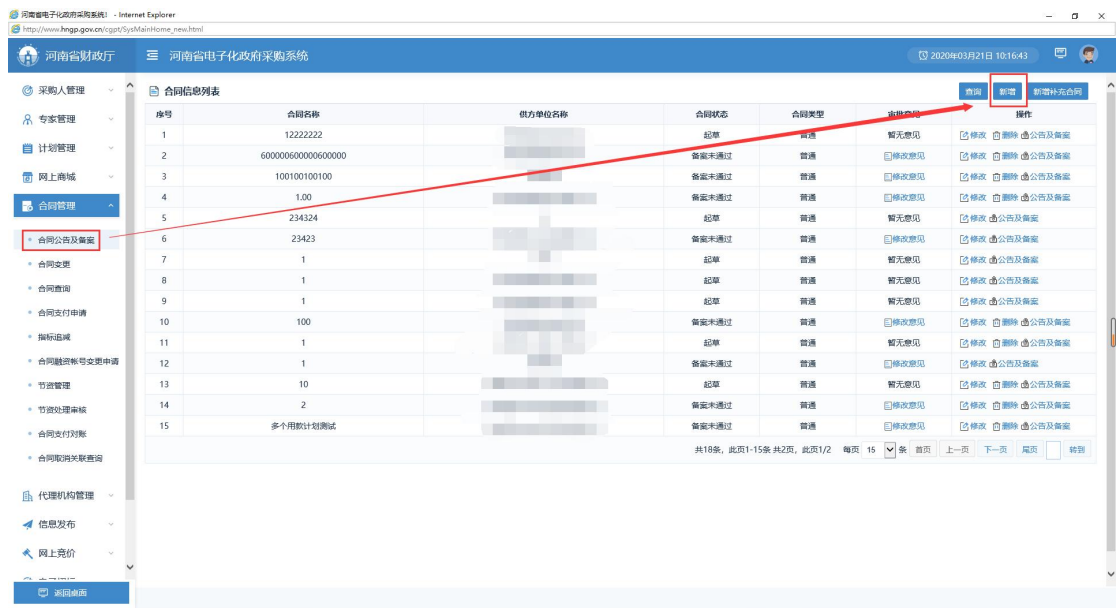 河南省电子化政府采购系统! - Internet Explorer
http://www.hngp.gov.cn/cgpt/SysMainHome_new.html
河南省财政厅
河南省电子化政府采购系统
2020年03月21日 10:16:43
采购人管理
专家管理
计划管理
网上商城
合同管理
合同公告及备案
合同变更
合同查询
合同支付申请
指标追减
合同融资帐号变更申请
节资管理
节资处理审核
合同支付对账
合同取消关联查询
代理机构管理
信息发布
网上竞价
返回桌面
合同信息列表
查询 新增 新增补充合同
序号 合同名称 供方单位名称 合同状态 合同类型 审批意见 操作
1 12222222 起草 普通 暂无意见 修改 删除 公告及备案
2 600000600000600000 备案未通过 普通 修改意见 修改 删除 公告及备案
3 100100100100 备案未通过 普通 修改意见 修改 删除 公告及备案
4 1.00 备案未通过 普通 修改意见 修改 删除 公告及备案
5 234324 起草 普通 暂无意见 修改 公告及备案
6 23423 备案未通过 普通 修改意见 修改 公告及备案
7 1 起草 普通 暂无意见 修改 公告及备案
8 1 起草 普通 暂无意见 修改 公告及备案
9 1 起草 普通 暂无意见 修改 公告及备案
10 100 备案未通过 普通 修改意见 修改 删除 公告及备案
11 1 起草 普通 暂无意见 修改 删除 公告及备案
12 1 备案未通过 普通 修改意见 修改 公告及备案
13 10 起草 普通 暂无意见 修改 删除 公告及备案
14 2 备案未通过 普通 修改意见 修改 删除 公告及备案
15 多个用款计划测试 备案未通过 普通 修改意见 修改 删除 公告及备案
共18条, 此页1-15条 共2页, 此页1/2 每页 15 条 首页 上一页 下一页 尾页 转到